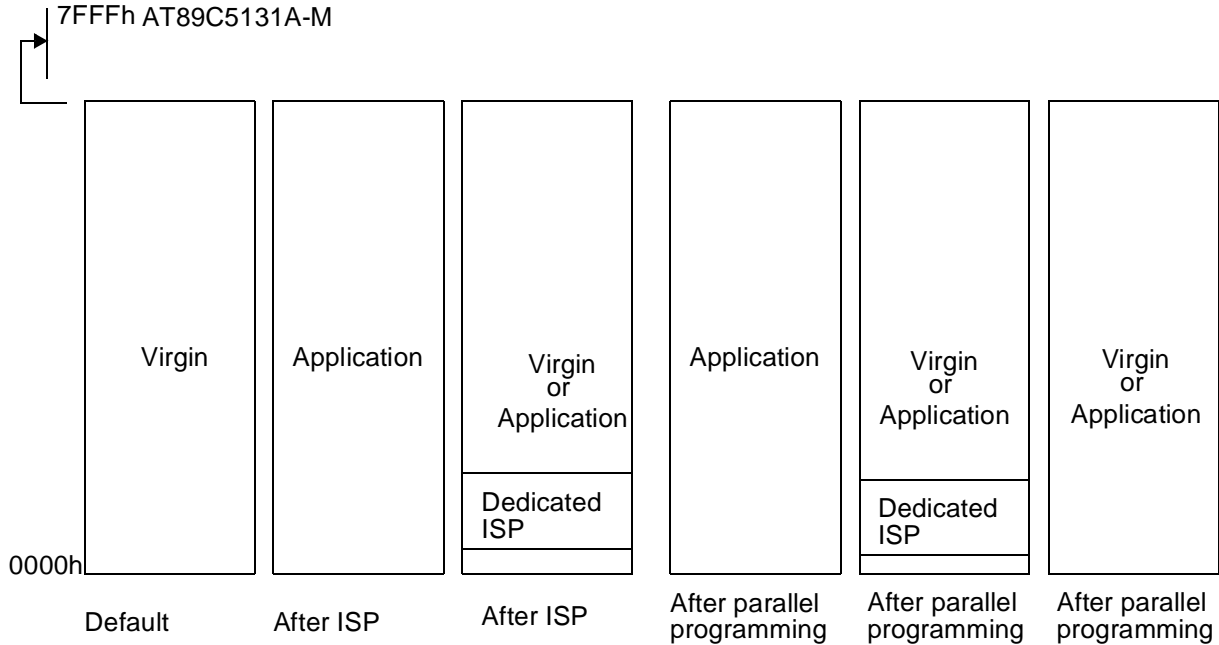 7FFFh AT89C5131A-M
Virgin
Application
Virgin
or
Application
Application
Virgin
or
Application
Virgin
or
Application
Dedicated
ISP
Dedicated
ISP
0000h
Default
After ISP
After ISP
After parallel
programming
After parallel
programming
After parallel
programming